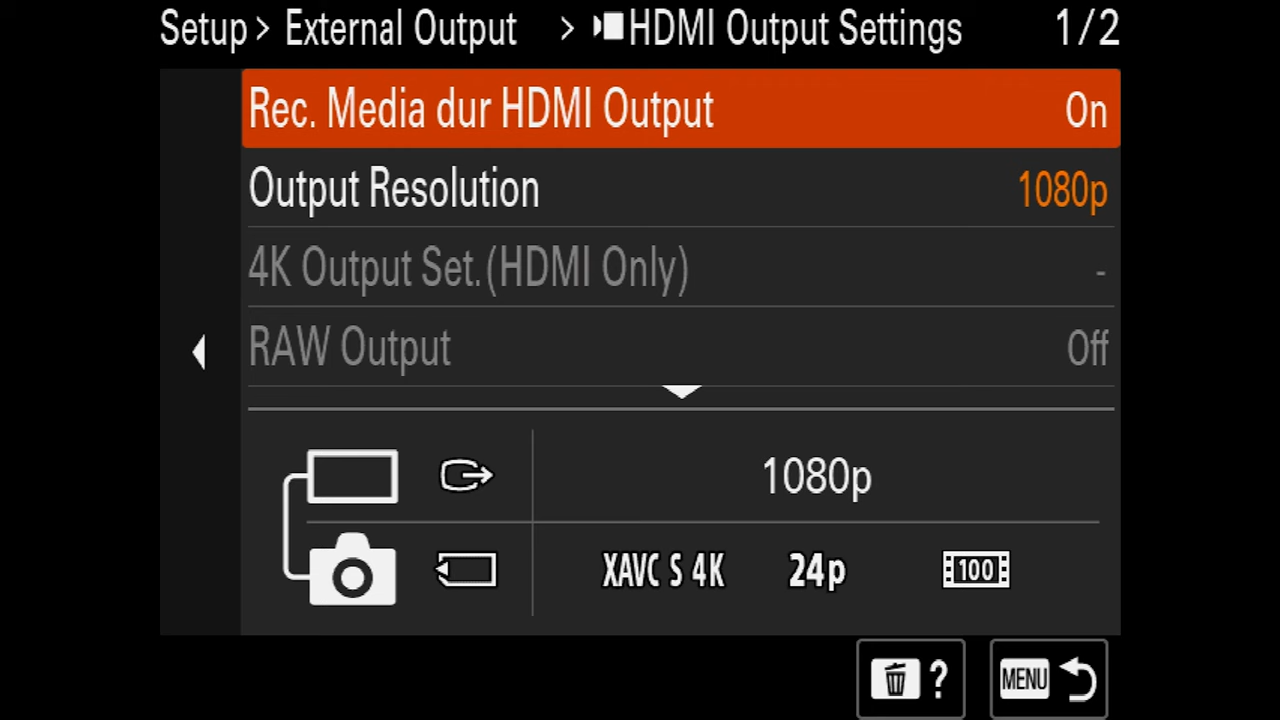 Setup > External Output > HDMI Output Settings 1/2
Rec. Media dur HDMI Output On
Output Resolution 1080p
4K Output Set.(HDMI Only) -
RAW Output Off
1080p
XAVC S 4K 24p 100
? MENU